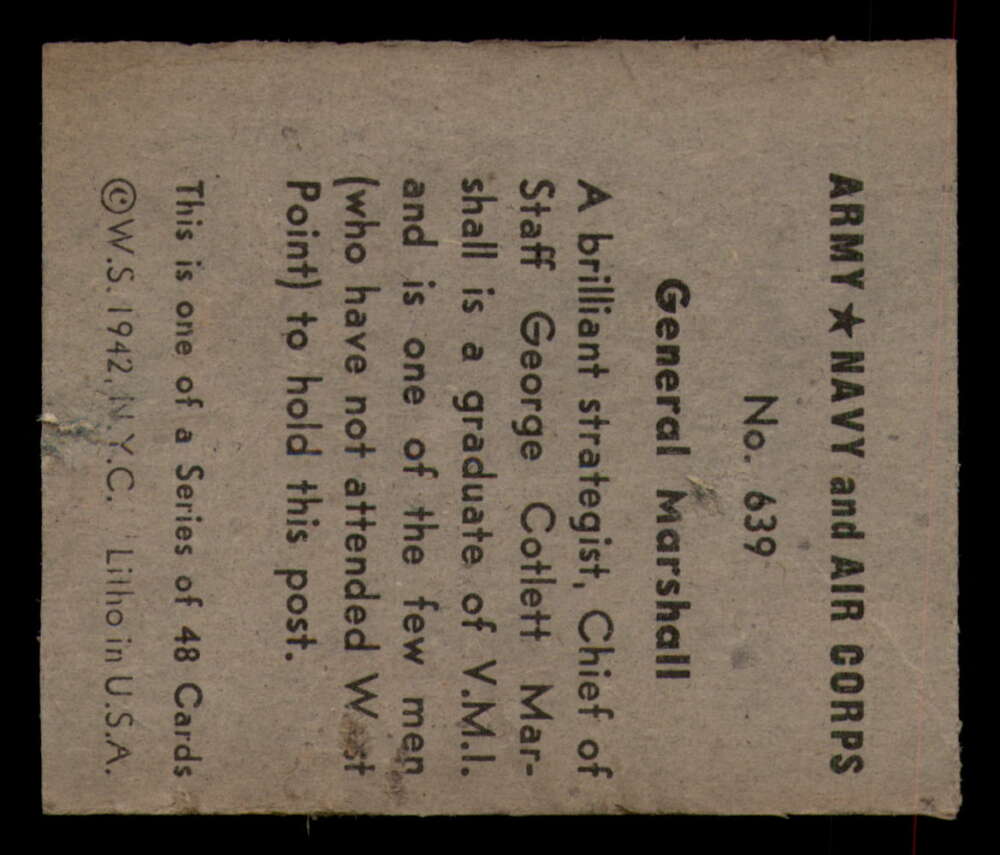 ARMY ★ NAVY and AIR CORPS
No. 639
General Marshall
A brilliant strategist, Chief of
Staff George Cotlett Mar-
shall is a graduate of V.M.I.
and is one of the few men
(who have not attended West
Point) to hold this post.
This is one of a Series of 48 Cards
©W.S. 1942, N.Y.C. Litho in U.S.A.